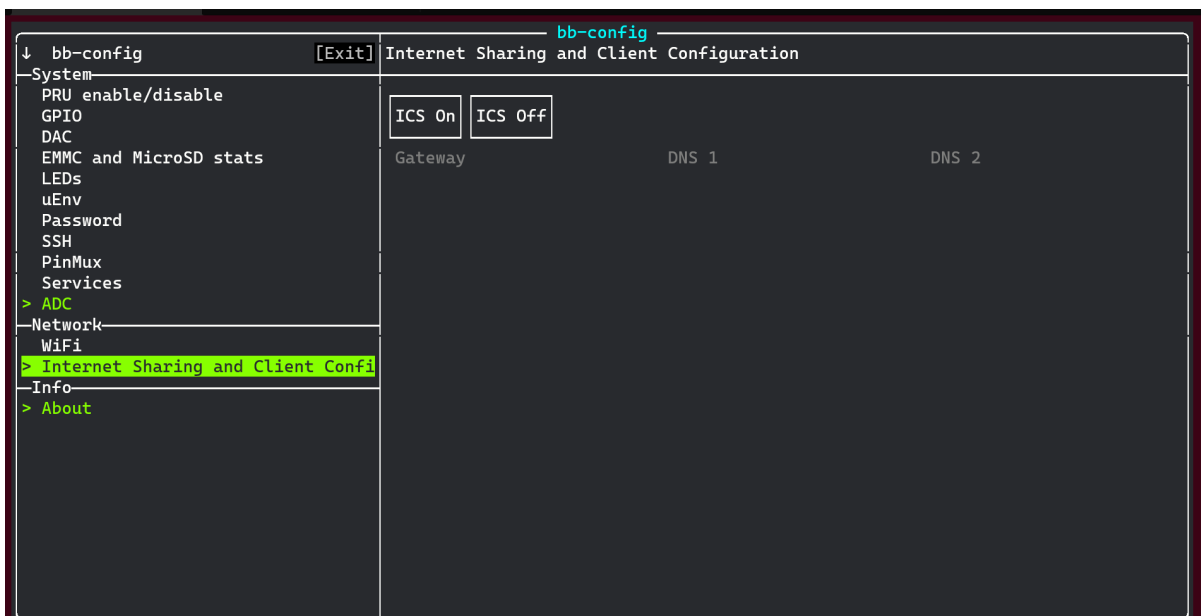 bb-config
↓ bb-config [Exit]
System
PRU enable/disable
GPIO
DAC
EMMC and MicroSD stats
LEDs
uEnv
Password
SSH
PinMux
Services
> ADC
Network
WiFi
> Internet Sharing and Client Confi
Info
> About
Internet Sharing and Client Configuration
ICS On ICS Off
Gateway DNS 1 DNS 2